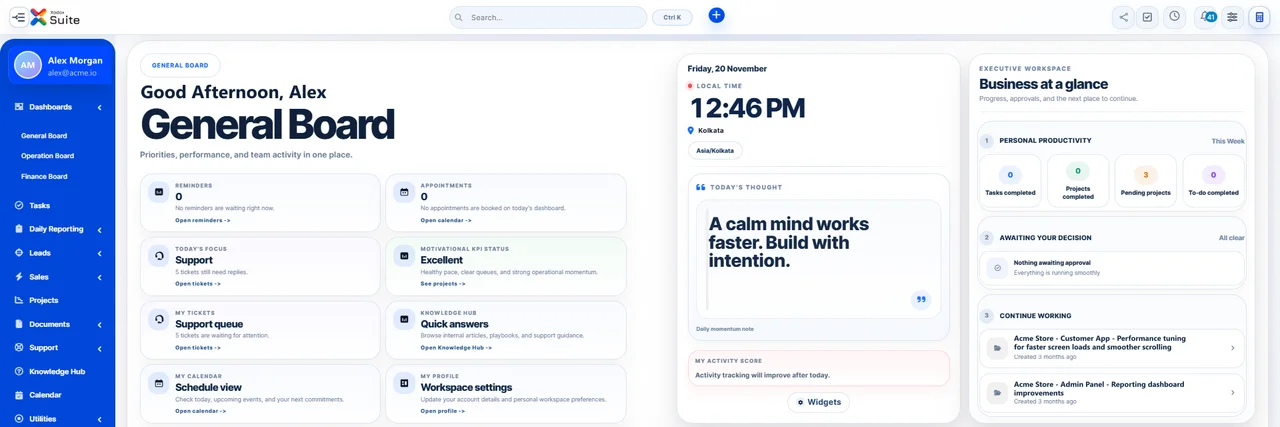 Kodox
Suite
Search...
Ctrl K
+
41
AM
Alex Morgan
alex@acme.io
Dashboards
General Board
Operation Board
Finance Board
Tasks
Daily Reporting
Leads
Sales
Projects
Documents
Support
Knowledge Hub
Calendar
Utilities
GENERAL BOARD
Good Afternoon, Alex
General Board
Priorities, performance, and team activity in one place.
REMINDERS
0
No reminders are waiting right now.
Open reminders ->
APPOINTMENTS
0
No appointments are booked on today's dashboard.
Open calendar ->
TODAY'S FOCUS
Support
5 tickets still need replies.
Open tickets ->
MOTIVATIONAL KPI STATUS
Excellent
Healthy pace, clear queues, and strong operational momentum.
See projects ->
MY TICKETS
Support queue
5 tickets are waiting for attention.
Open tickets ->
KNOWLEDGE HUB
Quick answers
Browse internal articles, playbooks, and support guidance.
Open Knowledge Hub ->
MY CALENDAR
Schedule view
Check today, upcoming events, and your next commitments.
Open calendar ->
MY PROFILE
Workspace settings
Update your account details and personal workspace preferences.
Open profile ->
Friday, 20 November
LOCAL TIME
12:46 PM
Kolkata
Asia/Kolkata
TODAY'S THOUGHT
A calm mind works
faster. Build with
intention.
Daily momentum note
MY ACTIVITY SCORE
Activity tracking will improve after today.
Widgets
EXECUTIVE WORKSPACE
Business at a glance
Progress, approvals, and the next place to continue.
1 PERSONAL PRODUCTIVITY This Week
0
Tasks completed
0
Projects
completed
3
Pending projects
0
To-do completed
2 AWAITING YOUR DECISION All clear
Nothing awaiting approval
Everything is running smoothly
3 CONTINUE WORKING
Acme Store - Customer App - Performance tuning
for faster screen loads and smoother scrolling
Created 3 months ago
Acme Store - Admin Panel - Reporting dashboard
improvements
Created 3 months ago